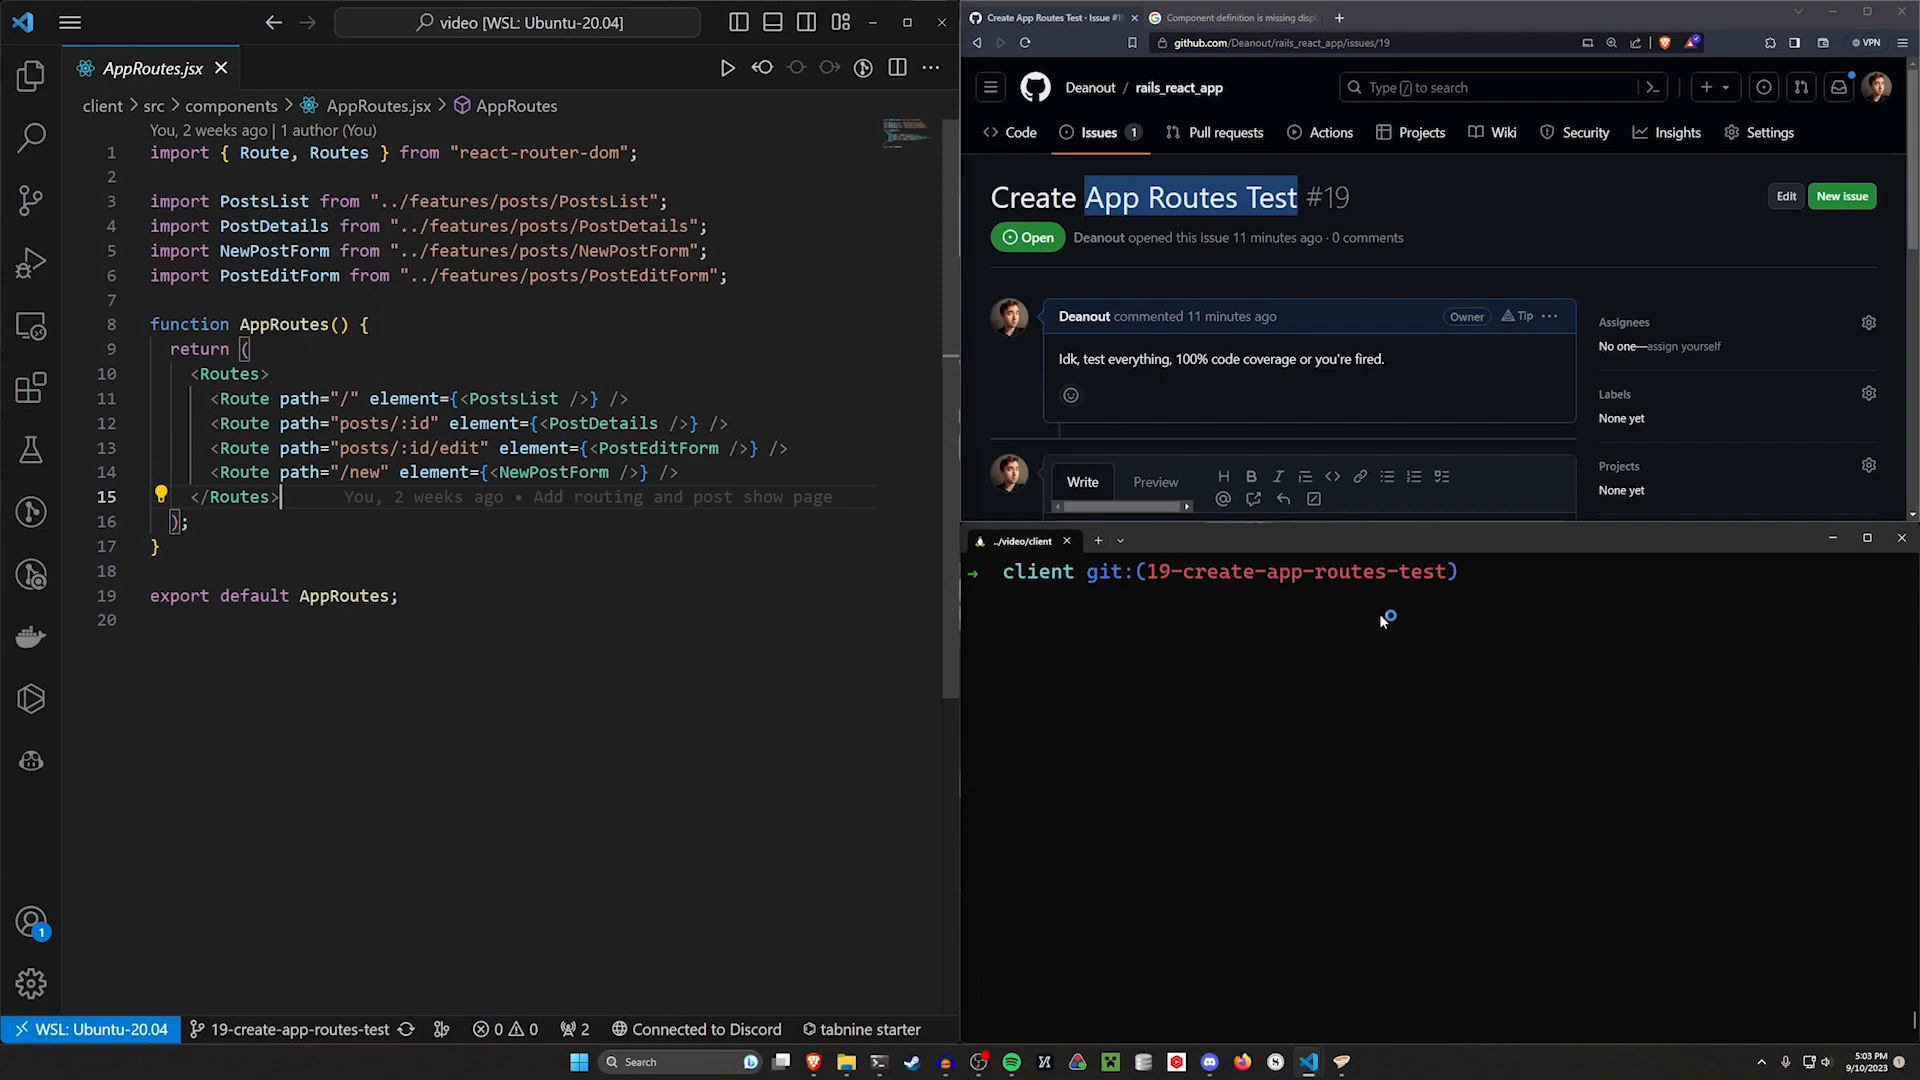 video [WSL: Ubuntu-20.04]
AppRoutes.jsx
client > src > components > AppRoutes.jsx > AppRoutes
You, 2 weeks ago | 1 author (You)
1 import { Route, Routes } from "react-router-dom";
2
3 import PostsList from "../features/posts/PostsList";
4 import PostDetails from "../features/posts/PostDetails";
5 import NewPostForm from "../features/posts/NewPostForm";
6 import PostEditForm from "../features/posts/PostEditForm";
7
8 function AppRoutes() {
9 return (
10 <Routes>
11 <Route path="/" element={<PostsList />} />
12 <Route path="posts/:id" element={<PostDetails />} />
13 <Route path="posts/:id/edit" element={<PostEditForm />} />
14 <Route path="/new" element={<NewPostForm />} />
15 </Routes> You, 2 weeks ago • Add routing and post show page
16 );
17 }
18
19 export default AppRoutes;
20
1
WSL: Ubuntu-20.04 19-create-app-routes-test 0 0 2 Connected to Discord tabnine starter
Create App Routes Test · Issue #1 Component definition is missing disp
github.com/Deanout/rails_react_app/issues/19 VPN
Deanout / rails_react_app Type / to search
Code Issues 1 Pull requests Actions Projects Wiki Security Insights Settings
Create App Routes Test #19 Edit New issue
Open Deanout opened this issue 11 minutes ago · 0 comments
Deanout commented 11 minutes ago Owner Tip
Idk, test everything, 100% code coverage or you're fired.
Assignees
No one—assign yourself
Labels
None yet
Projects
None yet
Write Preview
../video/client
→ client git:(19-create-app-routes-test)
Search
5:03 PM
9/10/2023